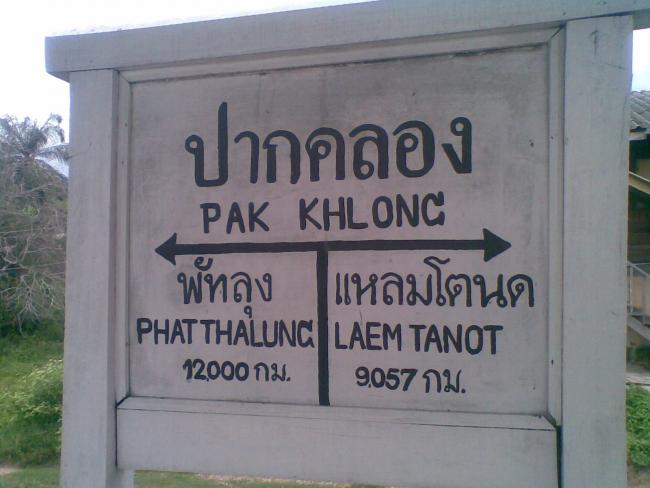 ปากคลอง
PAK KHLONG
พัทลุง
PHATTHALUNG
12.000 กม.
แหลมโตนด
LAEM TANOT
9.057 กม.